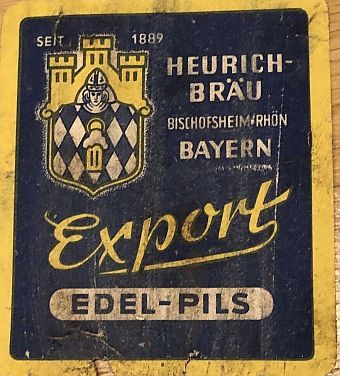 SEIT 1889
HEURICH-
BRÄU
BISCHOFSHEIM/RHÖN
BAYERN
Export
EDEL-PILS